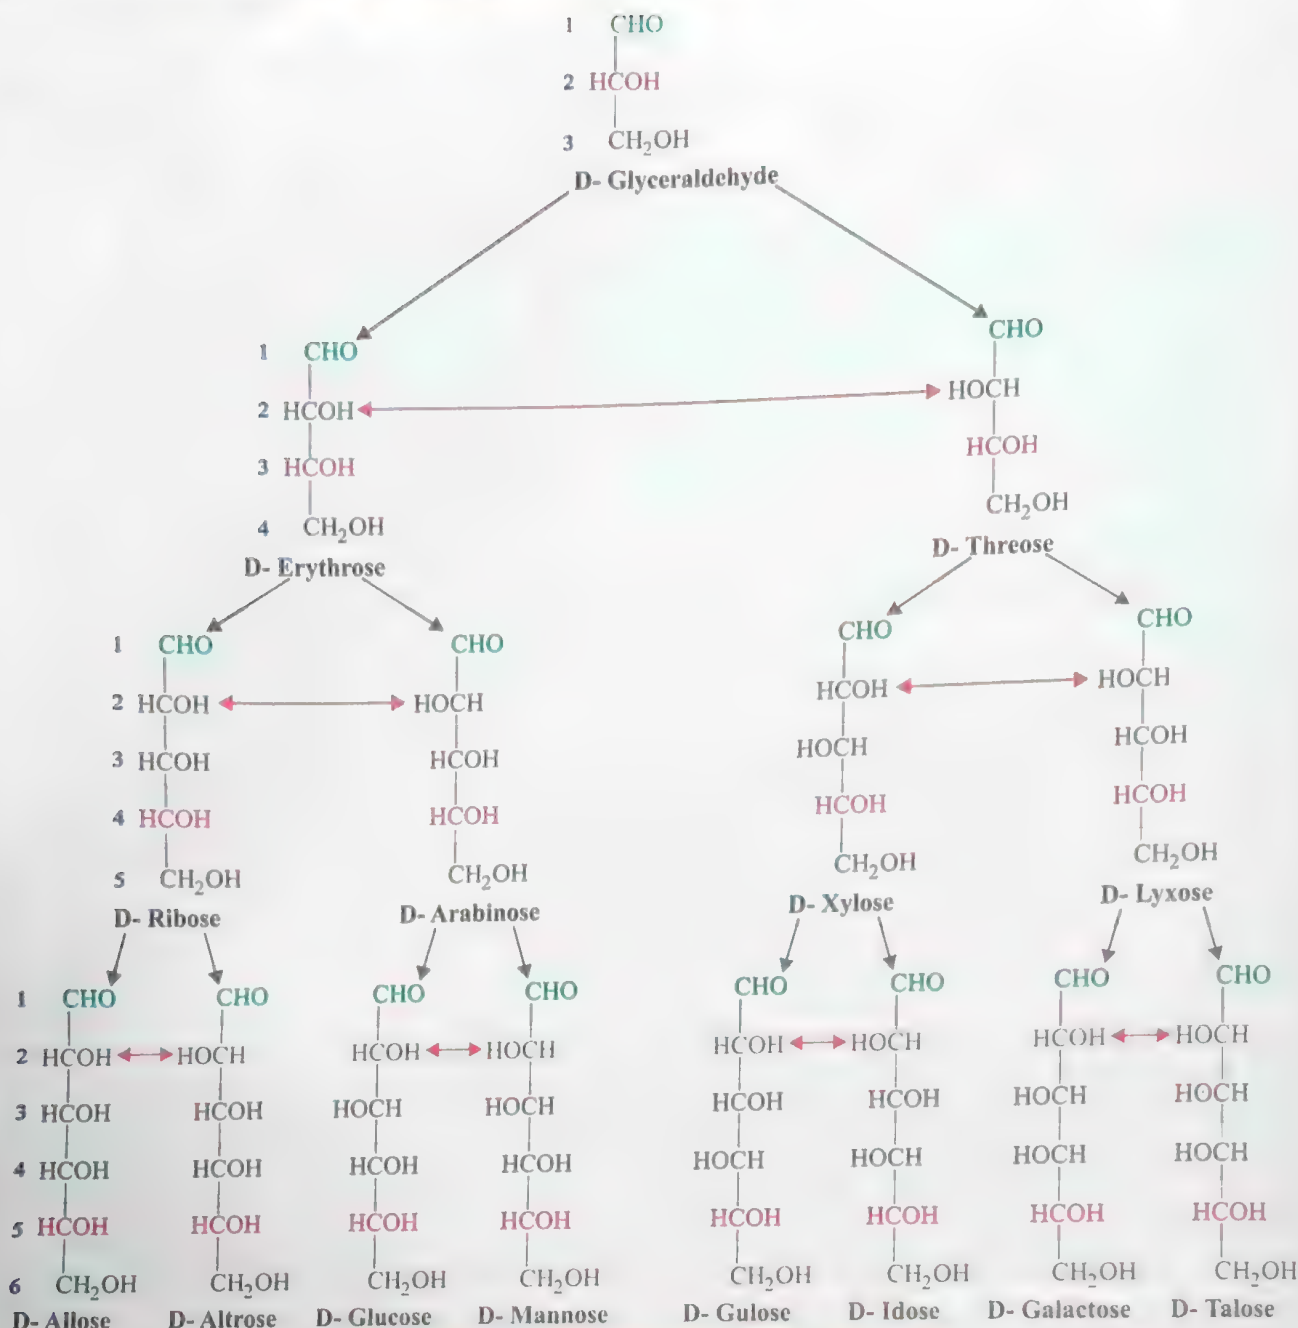 1 CHO
2 HCOH
3 CH₂OH
D- Glyceraldehyde
1 CHO CHO
2 HCOH HOCH
3 HCOH HCOH
4 CH₂OH CH₂OH
D- Erythrose D- Threose
1 CHO CHO CHO CHO
2 HCOH HOCH HCOH HOCH
3 HCOH HCOH HOCH HCOH
4 HCOH HCOH HCOH HCOH
5 CH₂OH CH₂OH CH₂OH CH₂OH
D- Ribose D- Arabinose D- Xylose D- Lyxose
1 CHO CHO CHO CHO CHO CHO CHO CHO
2 HCOH HOCH HCOH HOCH HCOH HOCH HCOH HOCH
3 HCOH HCOH HOCH HOCH HCOH HCOH HOCH HOCH
4 HCOH HCOH HCOH HCOH HOCH HOCH HOCH HOCH
5 HCOH HCOH HCOH HCOH HCOH HCOH HCOH HCOH
6 CH₂OH CH₂OH CH₂OH CH₂OH CH₂OH CH₂OH CH₂OH CH₂OH
D- Allose D- Altrose D- Glucose D- Mannose D- Gulose D- Idose D- Galactose D- Talose